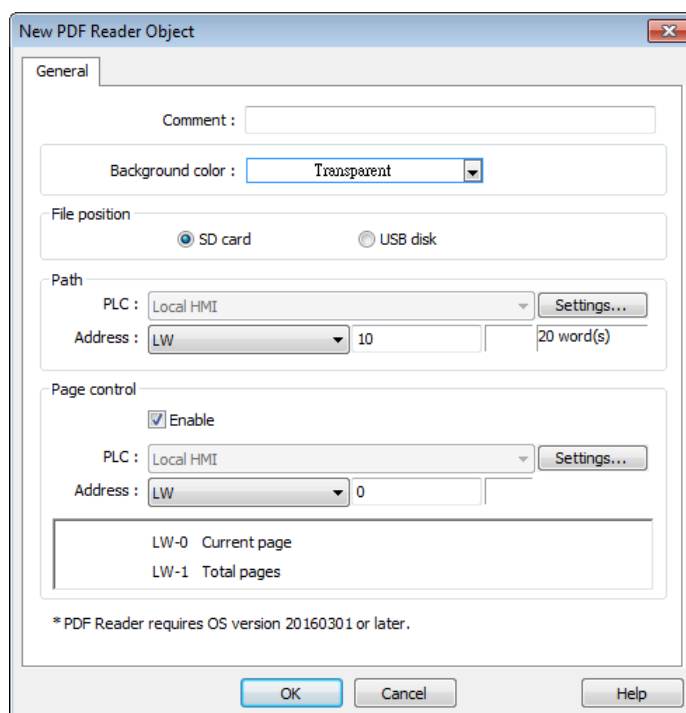 New PDF Reader Object
General
Comment :
Background color : Transparent
File position
SD card USB disk
Path
PLC : Local HMI Settings...
Address : LW 10 20 word(s)
Page control
Enable
PLC : Local HMI Settings...
Address : LW 0
LW-0 Current page
LW-1 Total pages
* PDF Reader requires OS version 20160301 or later.
OK Cancel Help